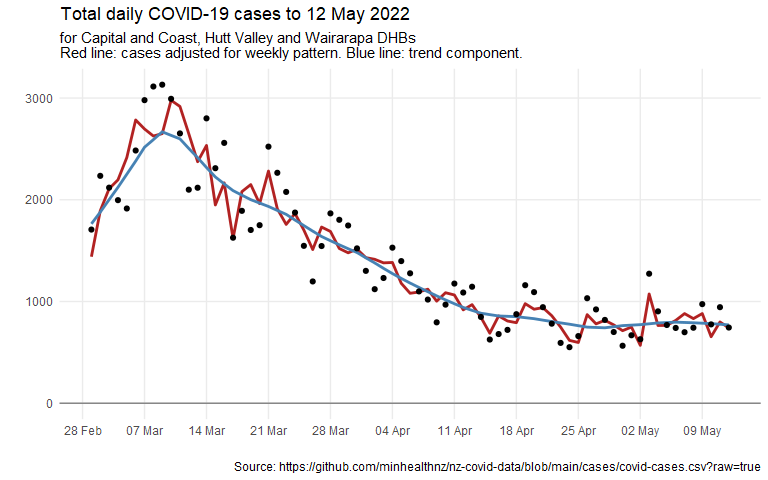 Total daily COVID-19 cases to 12 May 2022
for Capital and Coast, Hutt Valley and Wairarapa DHBs
Red line: cases adjusted for weekly pattern. Blue line: trend component.
3000
2000
1000
0
28 Feb 07 Mar 14 Mar 21 Mar 28 Mar 04 Apr 11 Apr 18 Apr 25 Apr 02 May 09 May
Source: https://github.com/minhealthnz/nz-covid-data/blob/main/cases/covid-cases.csv?raw=true